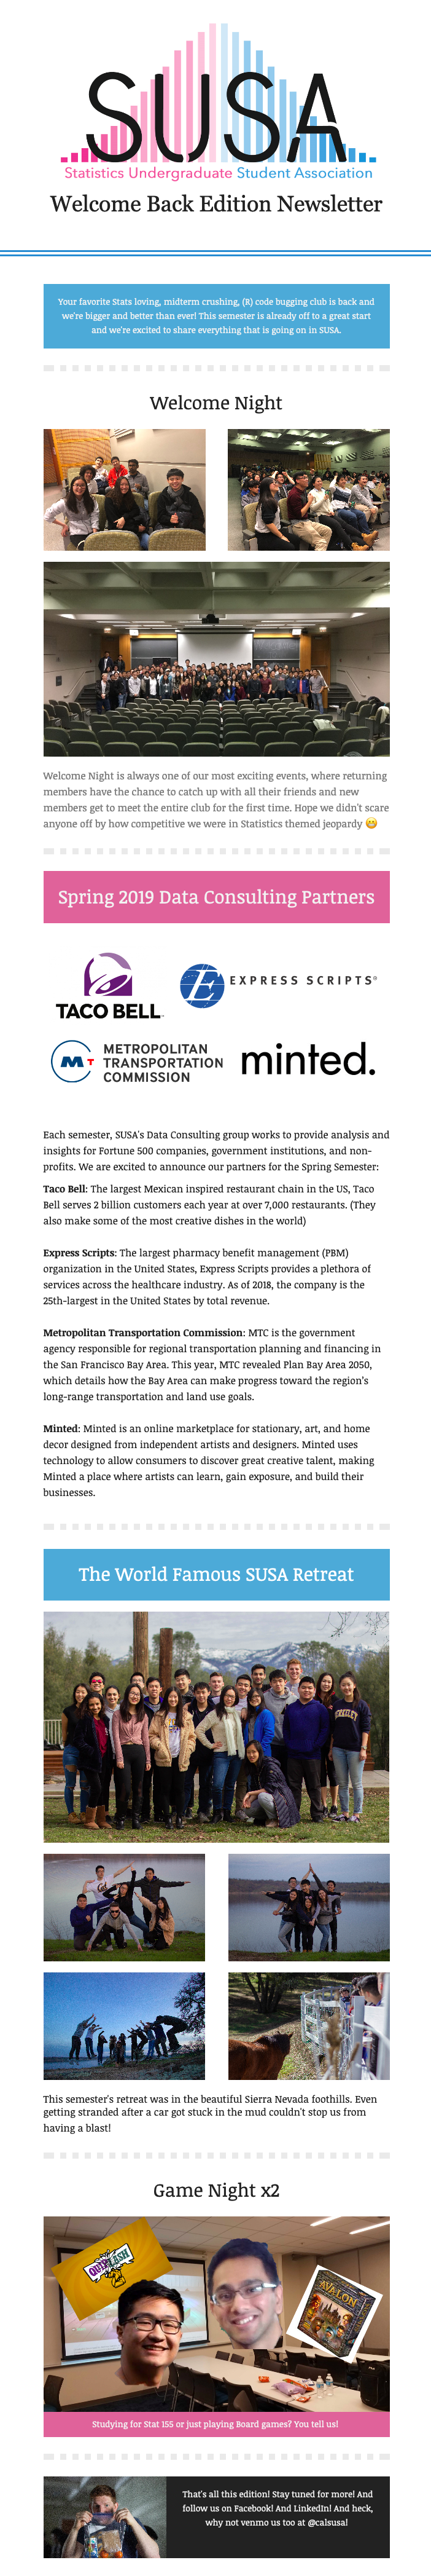 SUSA
Statistics Undergraduate Student Association
Welcome Back Edition Newsletter
Your favorite Stats loving, midterm crushing, (R) code bugging club is back and
we're bigger and better than ever! This semester is already off to a great start
and we're excited to share everything that is going on in SUSA.
Welcome Night
Welcome Night is always one of our most exciting events, where returning
members have the chance to catch up with all their friends and new
members get to meet the entire club for the first time. Hope we didn't scare
anyone off by how competitive we were in Statistics themed jeopardy 😁
Spring 2019 Data Consulting Partners
TACO BELL
EXPRESS SCRIPTS®
METROPOLITAN
MT TRANSPORTATION
COMMISSION
minted.
Each semester, SUSA's Data Consulting group works to provide analysis and
insights for Fortune 500 companies, government institutions, and non-
profits. We are excited to announce our partners for the Spring Semester:
Taco Bell: The largest Mexican inspired restaurant chain in the US, Taco
Bell serves 2 billion customers each year at over 7,000 restaurants. (They
also make some of the most creative dishes in the world)
Express Scripts: The largest pharmacy benefit management (PBM)
organization in the United States, Express Scripts provides a plethora of
services across the healthcare industry. As of 2018, the company is the
25th-largest in the United States by total revenue.
Metropolitan Transportation Commission: MTC is the government
agency responsible for regional transportation planning and financing in
the San Francisco Bay Area. This year, MTC revealed Plan Bay Area 2050,
which details how the Bay Area can make progress toward the region's
long-range transportation and land use goals.
Minted: Minted is an online marketplace for stationary, art, and home
decor designed from independent artists and designers. Minted uses
technology to allow consumers to discover great creative talent, making
Minted a place where artists can learn, gain exposure, and build their
businesses.
The World Famous SUSA Retreat
BERKELEY
This semester's retreat was in the beautiful Sierra Nevada foothills. Even
getting stranded after a car got stuck in the mud couldn't stop us from
having a blast!
Game Night x2
QUIPLASH
AVALON
Studying for Stat 155 or just playing Board games? You tell us!
That's all this edition! Stay tuned for more! And
follow us on Facebook! And LinkedIn! And heck,
why not venmo us too at @calsusa!